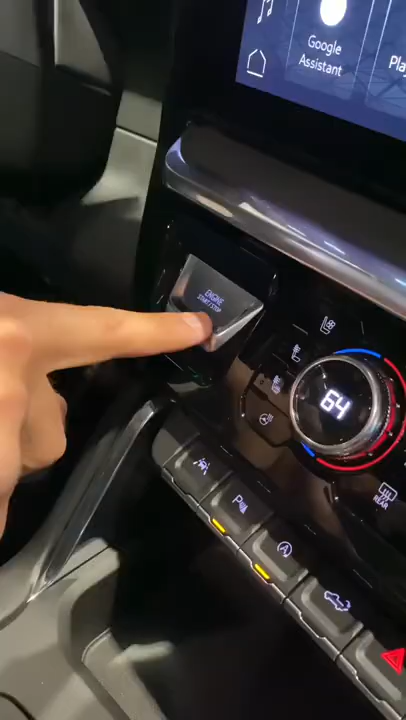 Google
Assistant
Pla
ENGINE
START/STOP
64
REAR
P
A